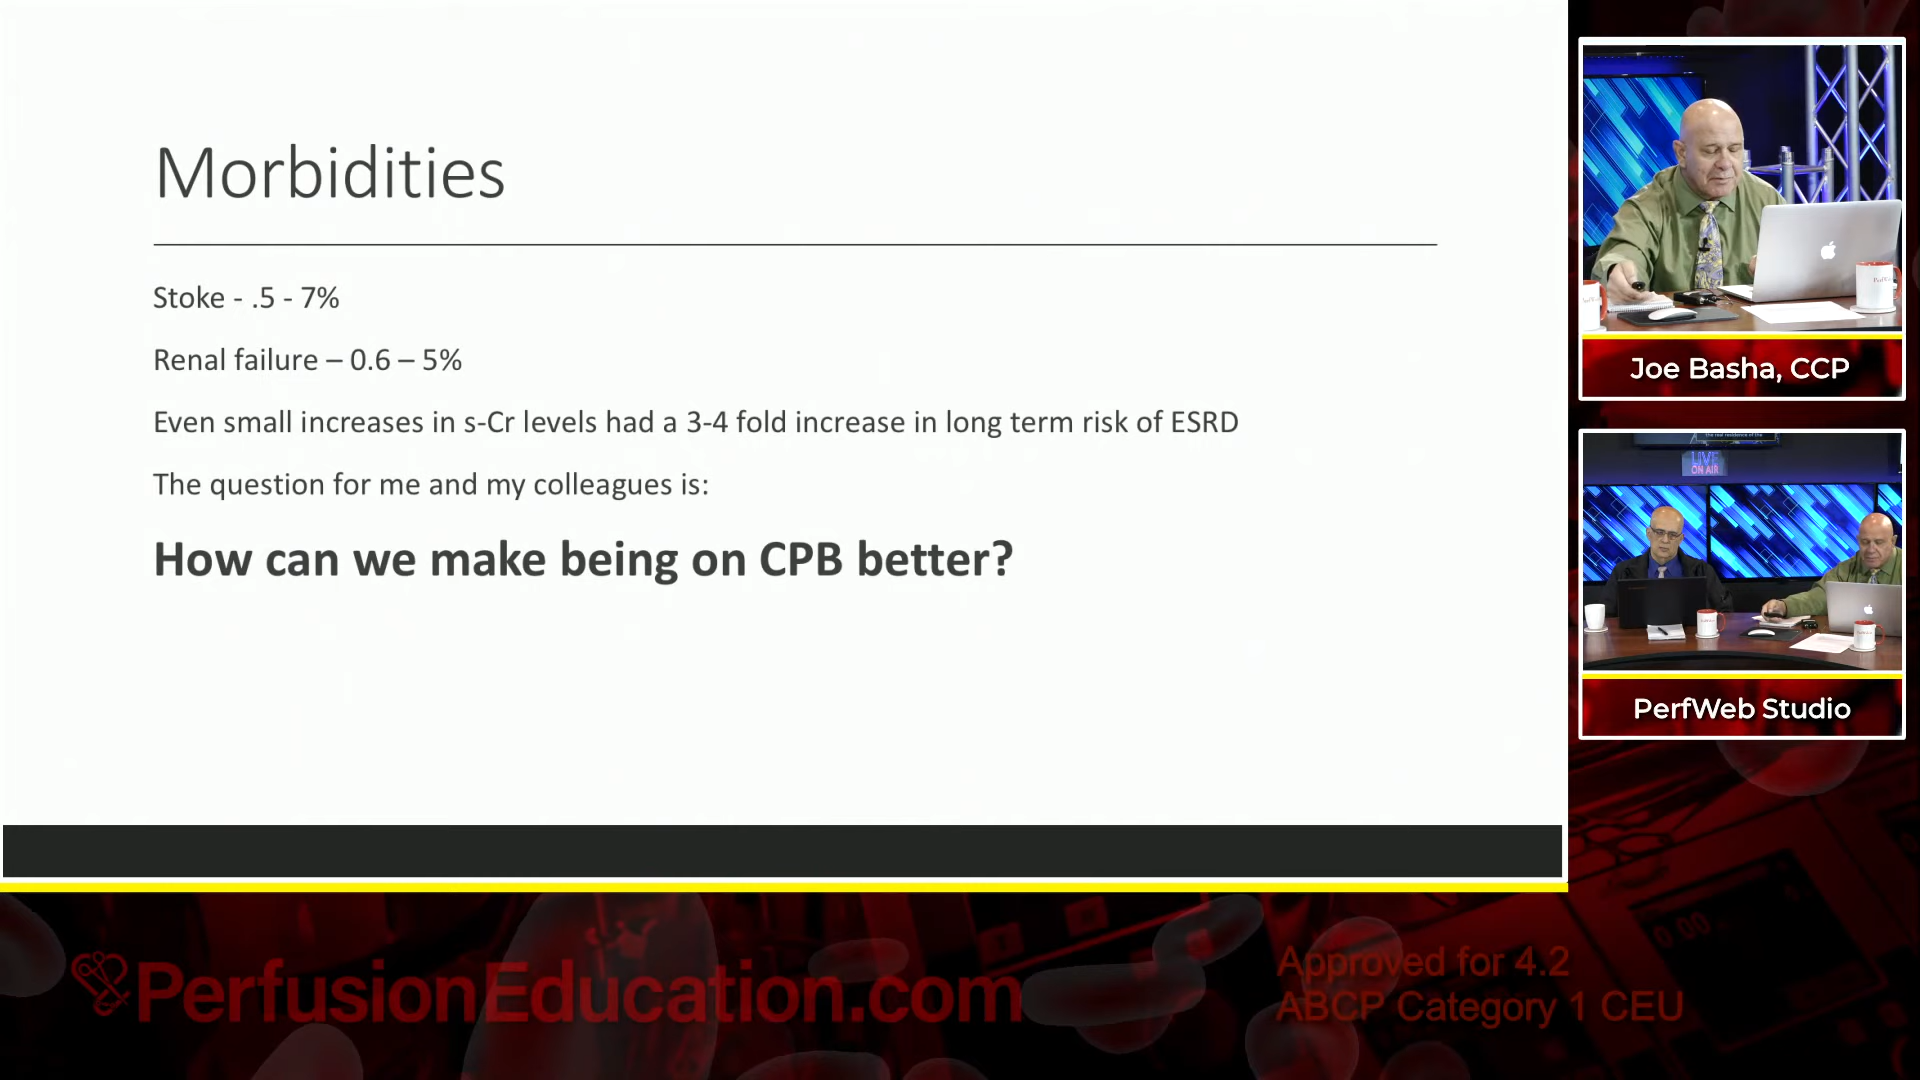 Morbidities
Stoke - .5 - 7%
Renal failure – 0.6 – 5%
Even small increases in s-Cr levels had a 3-4 fold increase in long term risk of ESRD
The question for me and my colleagues is:
How can we make being on CPB better?
Joe Basha, CCP
LIVE
ON AIR
PerfWeb Studio
PerfusionEducation.com
Approved for 4.2
ABCP Category 1 CEU